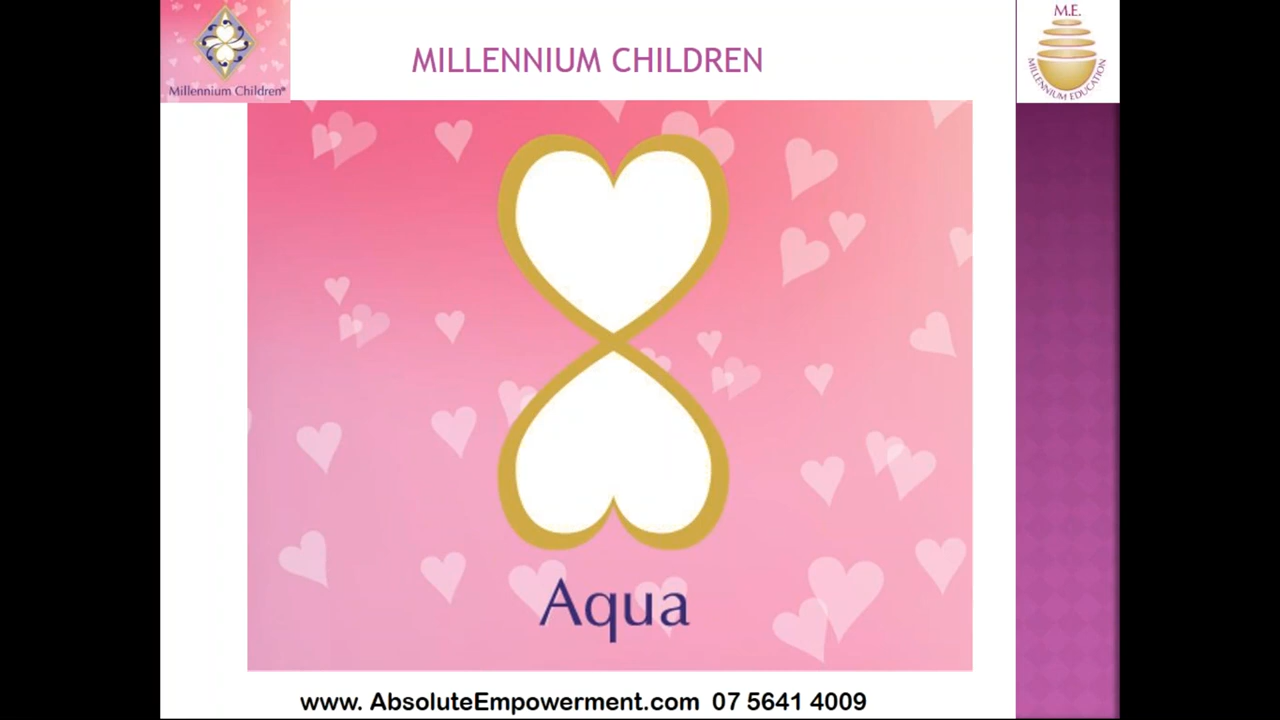 Millennium Children®
MILLENNIUM CHILDREN
M.E.
MILLENNIUM EDUCATION
Aqua
www. AbsoluteEmpowerment.com 07 5641 4009